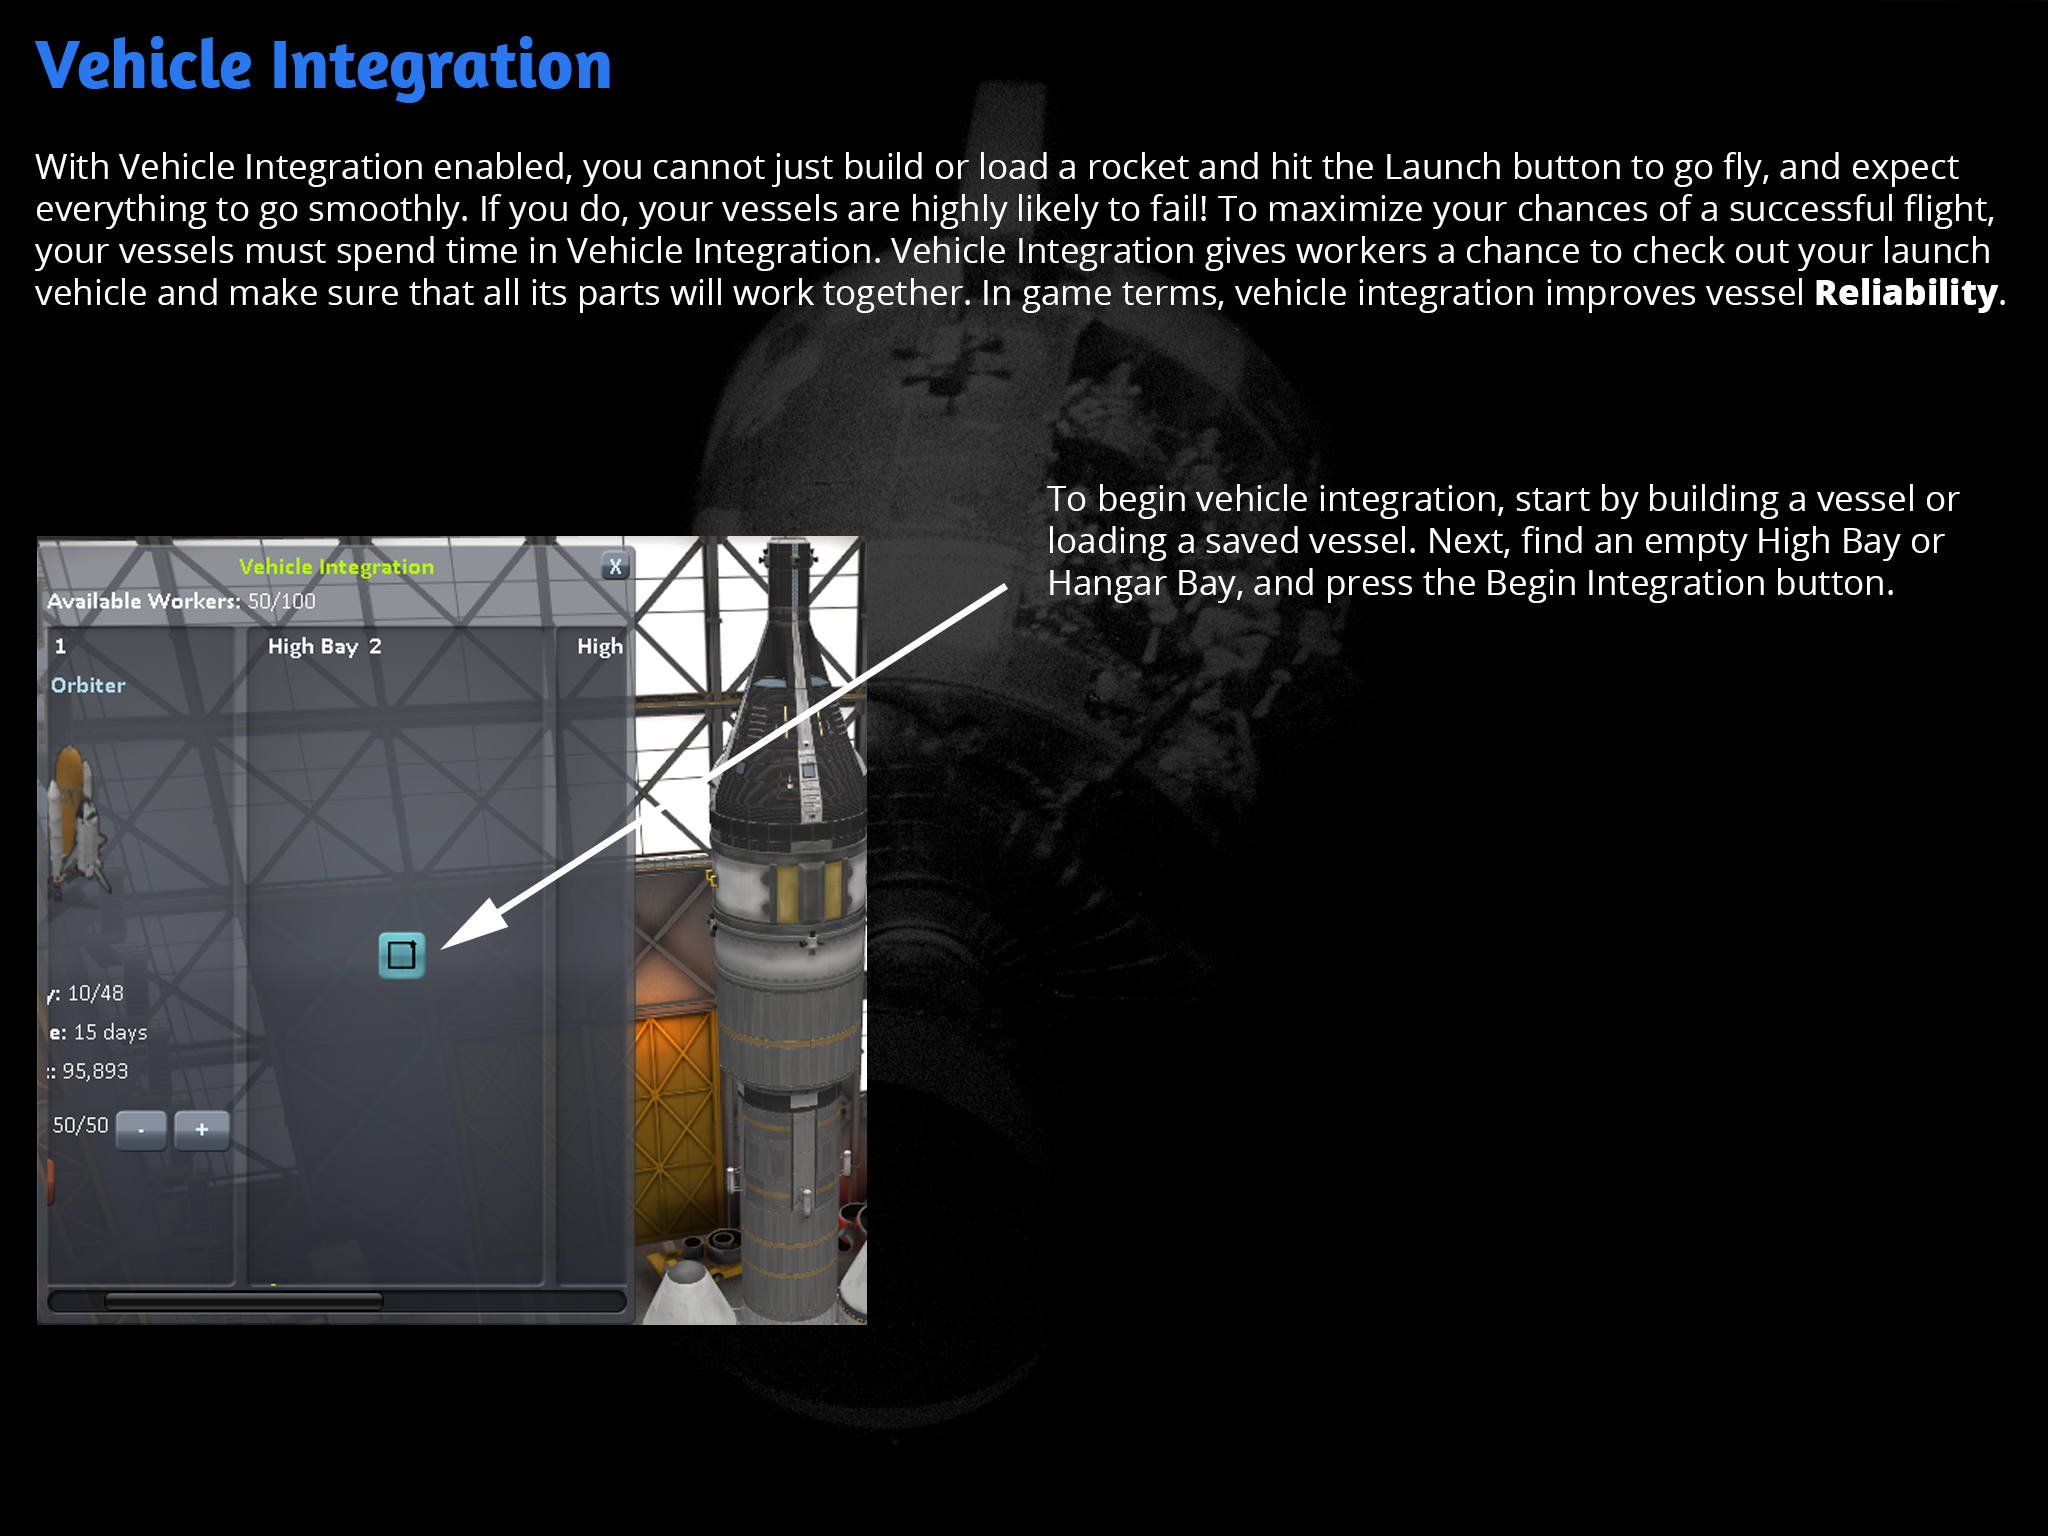 Vehicle Integration
With Vehicle Integration enabled, you cannot just build or load a rocket and hit the Launch button to go fly, and expect
everything to go smoothly. If you do, your vessels are highly likely to fail! To maximize your chances of a successful flight,
your vessels must spend time in Vehicle Integration. Vehicle Integration gives workers a chance to check out your launch
vehicle and make sure that all its parts will work together. In game terms, vehicle integration improves vessel Reliability.
To begin vehicle integration, start by building a vessel or
loading a saved vessel. Next, find an empty High Bay or
Hangar Bay, and press the Begin Integration button.
Vehicle Integration X
Available Workers: 50/100
1 High Bay 2 High
Orbiter
y: 10/48
e: 15 days
: 95,893
50/50 - +